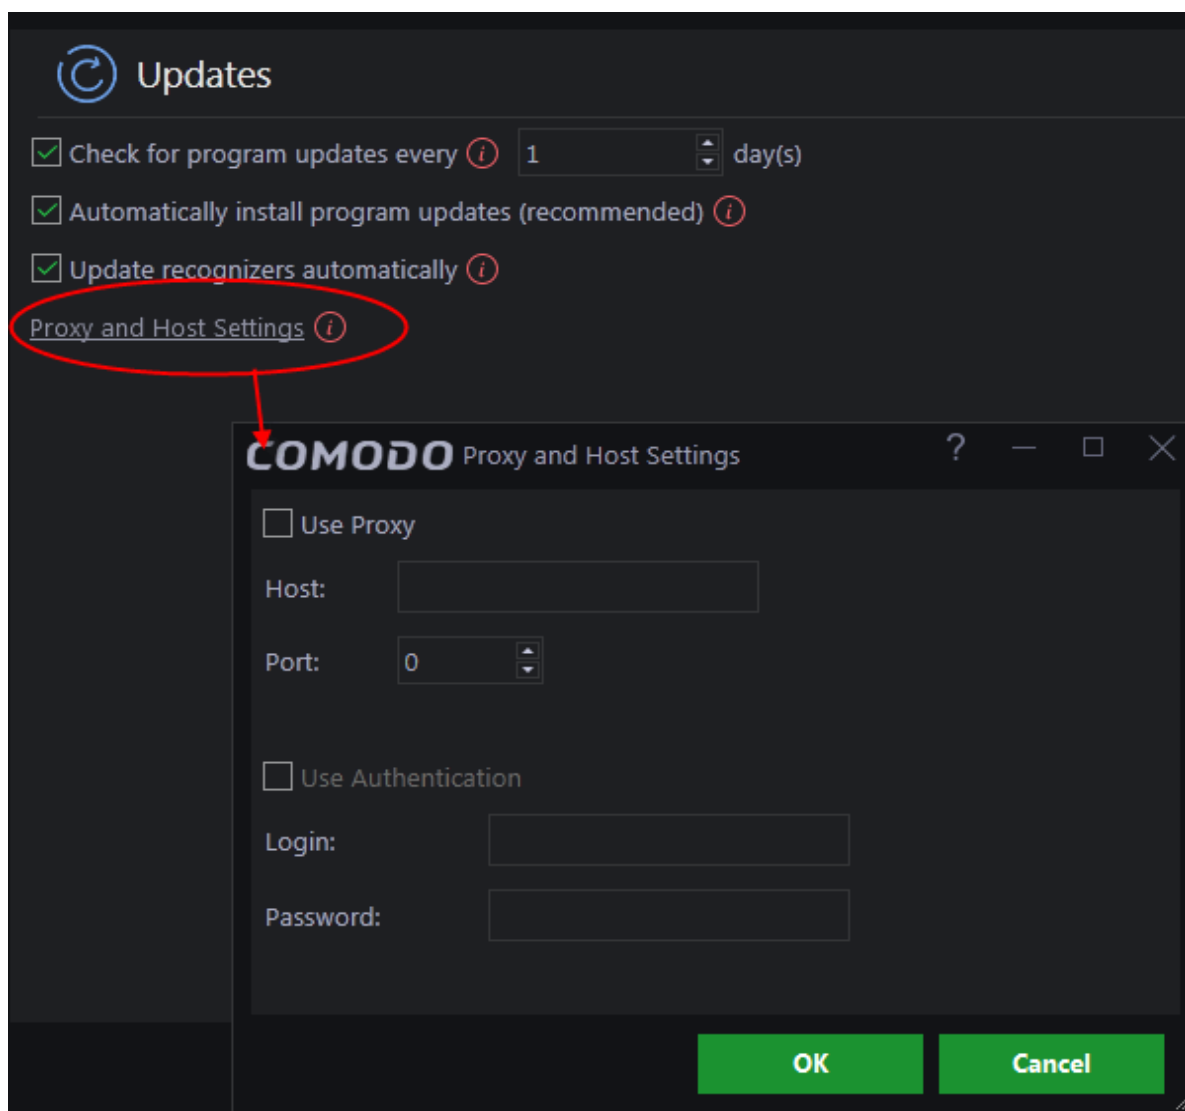 Updates
Check for program updates every i 1 day(s)
Automatically install program updates (recommended) i
Update recognizers automatically i
Proxy and Host Settings i
COMODO Proxy and Host Settings ?
Use Proxy
Host:
Port: 0
Use Authentication
Login:
Password:
OK Cancel